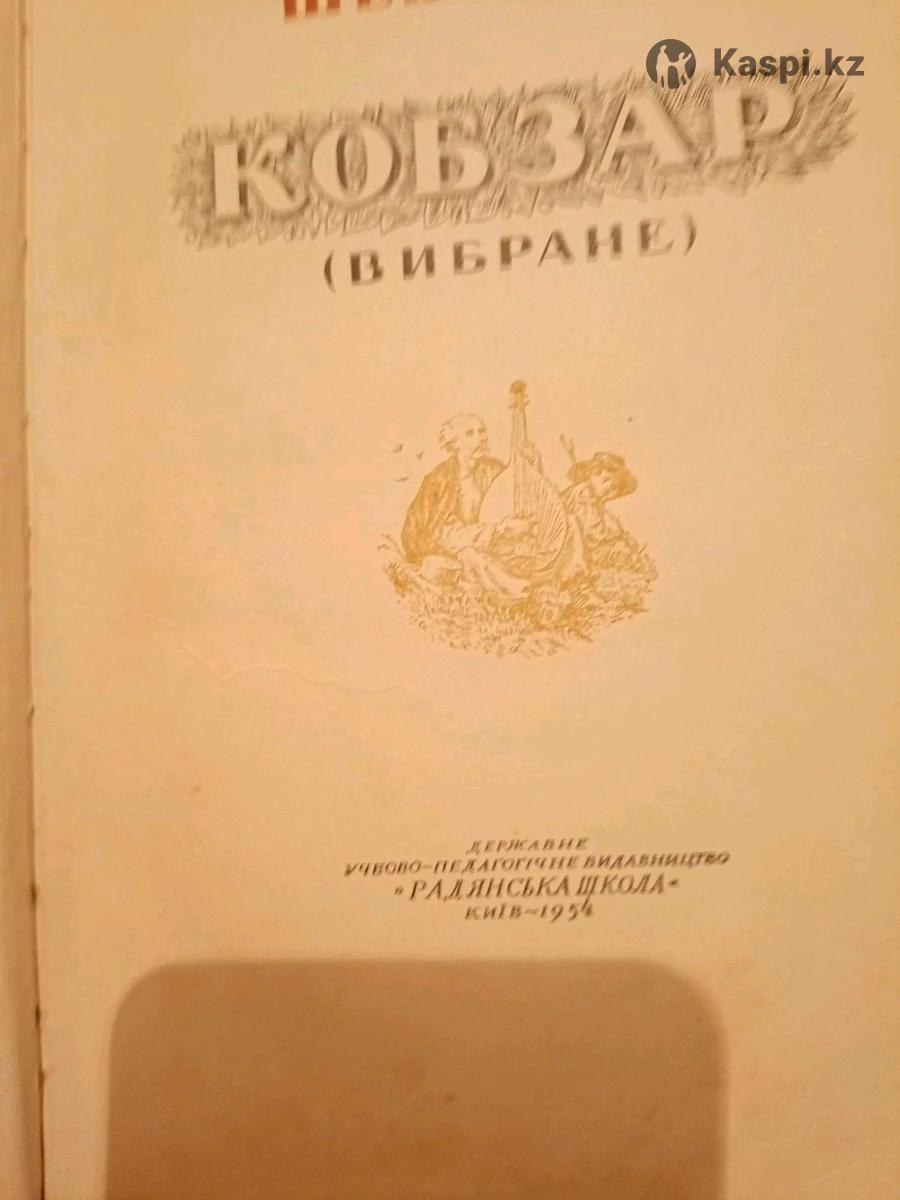 Kaspi.kz
КОБЗАР
(ВИБРАНЕ)
ДЕРЖАВНЕ
УЧБОВО-ПЕДАГОГІЧНЕ ВИДАВНИЦТВО
"РАДЯНСЬКА ШКОЛА"
КИЇВ-1954